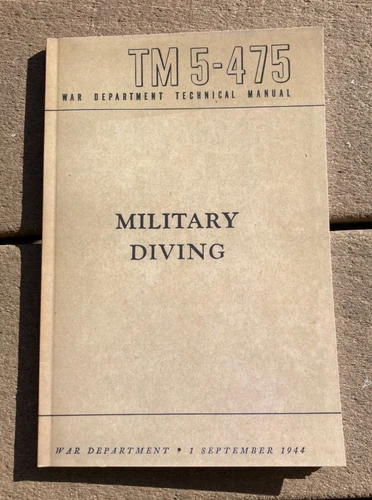 TM 5-475
WAR DEPARTMENT TECHNICAL MANUAL
MILITARY
DIVING
WAR DEPARTMENT • 1 SEPTEMBER 1944